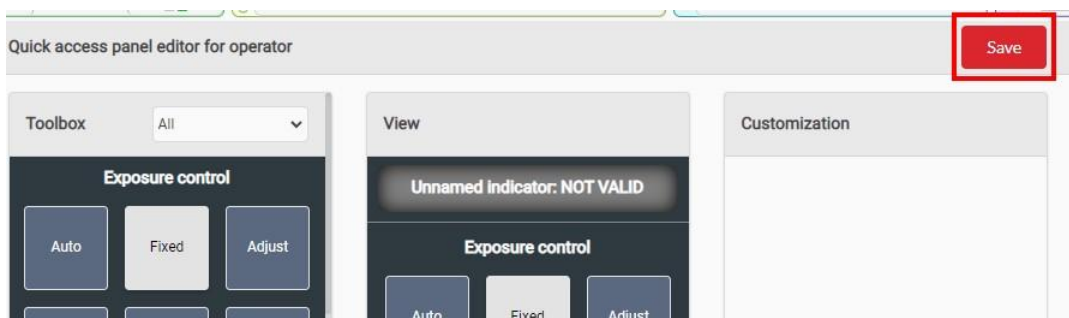 Quick access panel editor for operator
Save
Toolbox
All
Exposure control
Auto
Fixed
Adjust
View
Unnamed indicator: NOT VALID
Exposure control
Auto
Fixed
Adjust
Customization